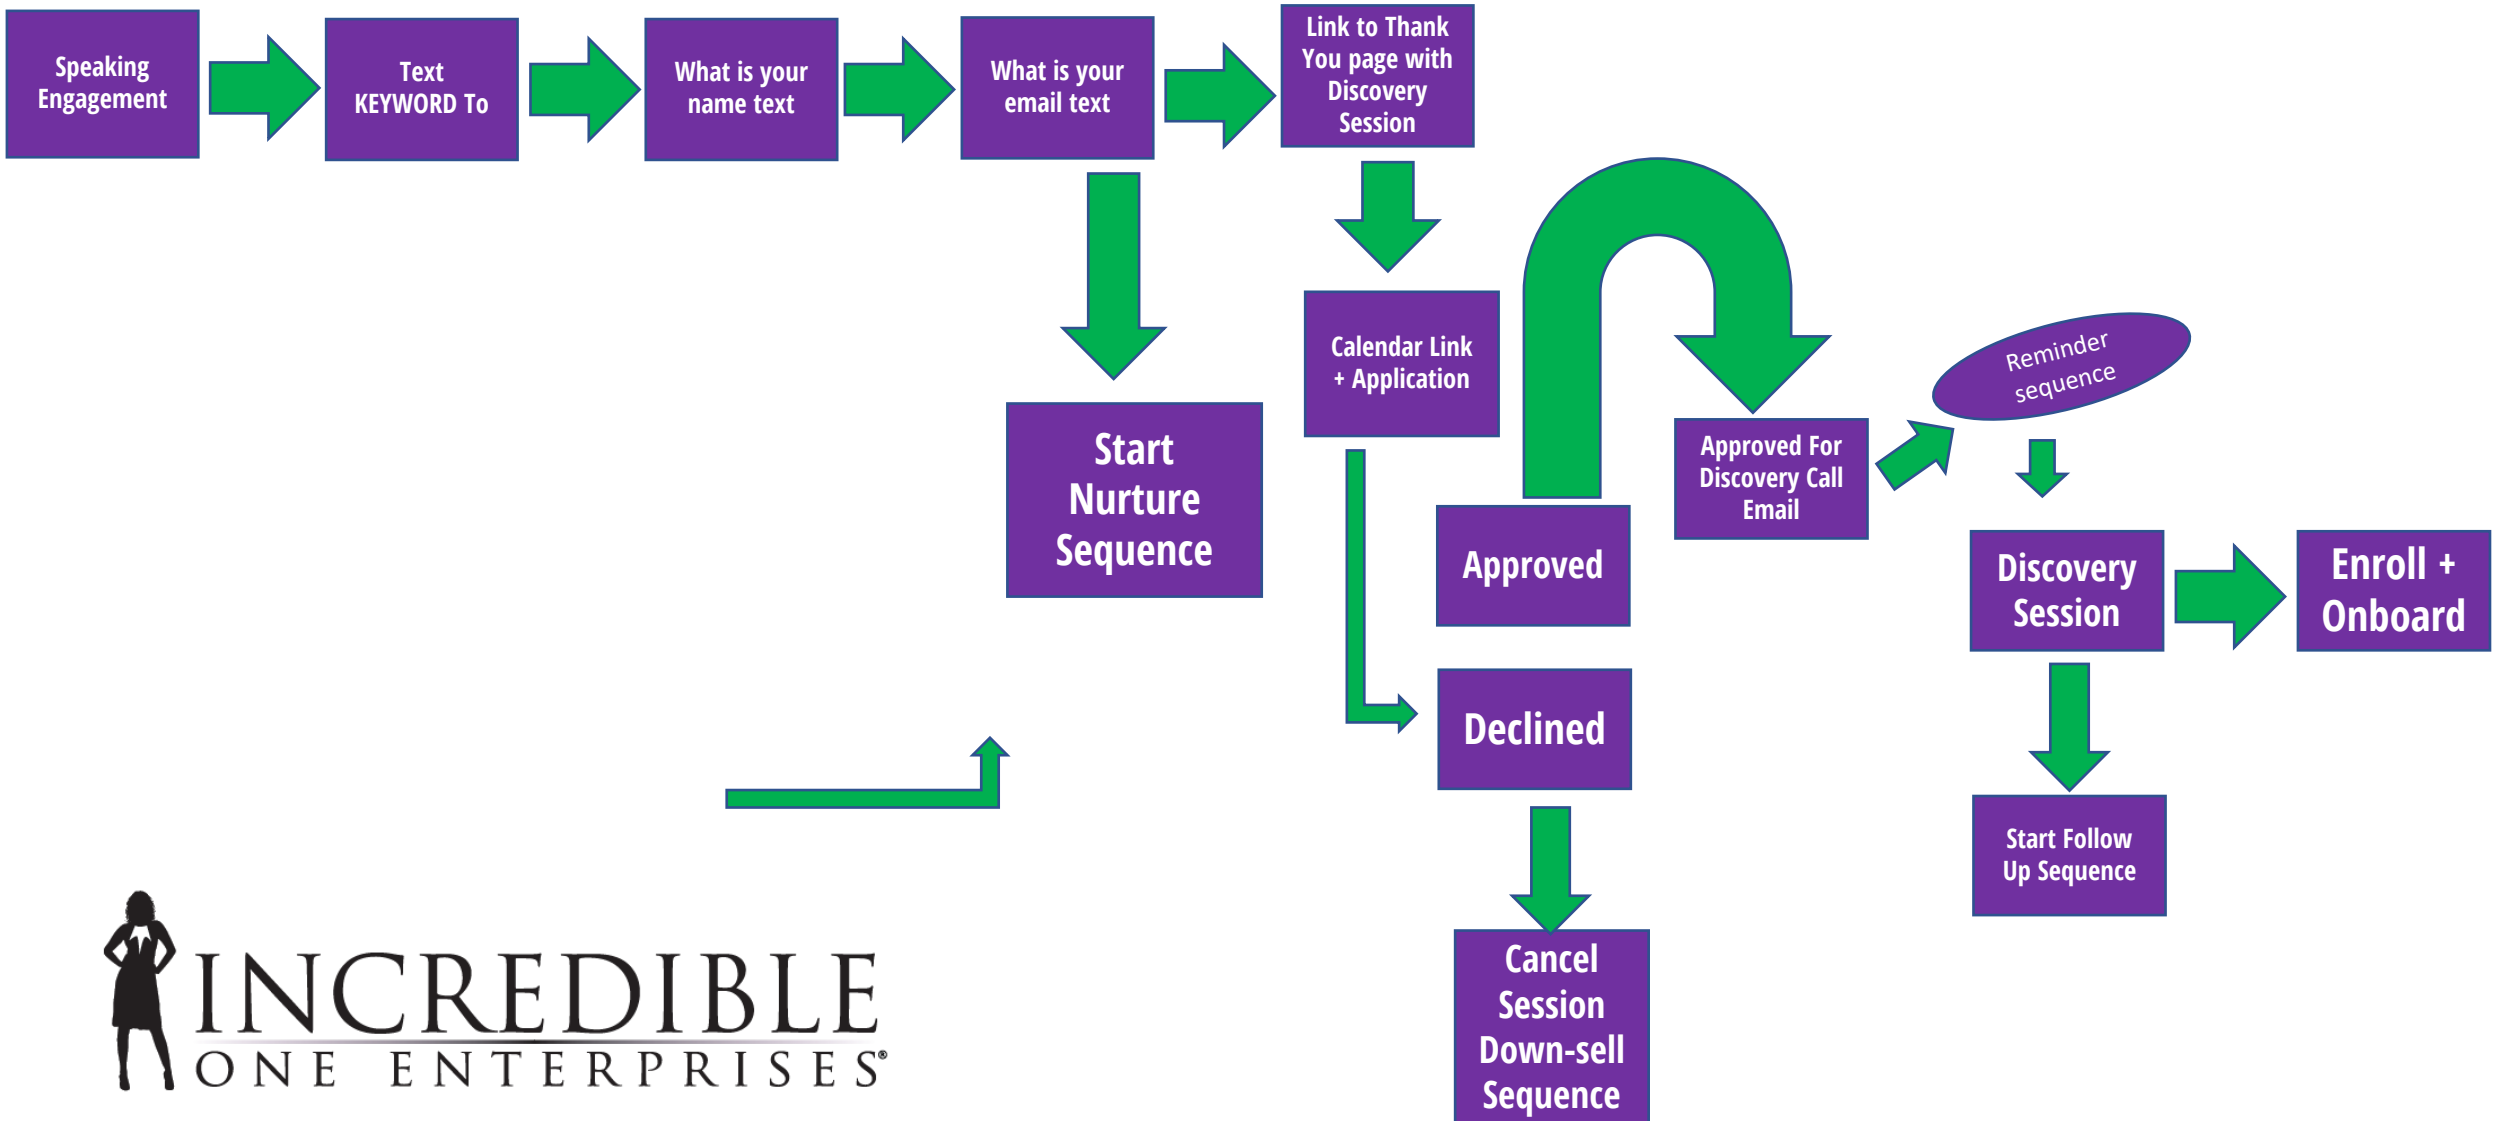 Speaking
Engagement
Text
KEYWORD To
What is your
name text
What is your
email text
Link to Thank
You page with
Discovery
Session
Calendar Link
+ Application
Start
Nurture
Sequence
Approved
Declined
Cancel
Session
Down-sell
Sequence
Approved For
Discovery Call
Email
Reminder
sequence
Discovery
Session
Enroll +
Onboard
Start Follow
Up Sequence
INCREDIBLE
ONE ENTERPRISES®